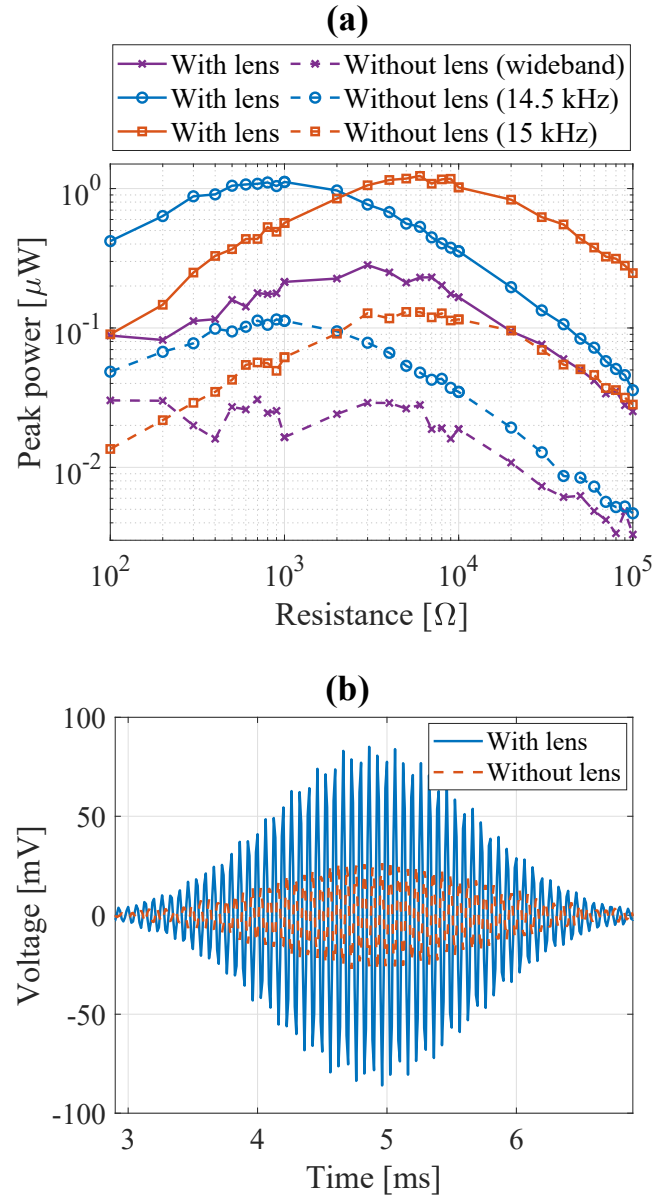 (a)
With lens Without lens (wideband)
With lens Without lens (14.5 kHz)
With lens Without lens (15 kHz)
Peak power [μW]
10^0
10^-1
10^-2
10^2 10^3 10^4 10^5
Resistance [Ω]
(b)
With lens
Without lens
Voltage [mV]
100
50
0
-50
-100
3 4 5 6
Time [ms]